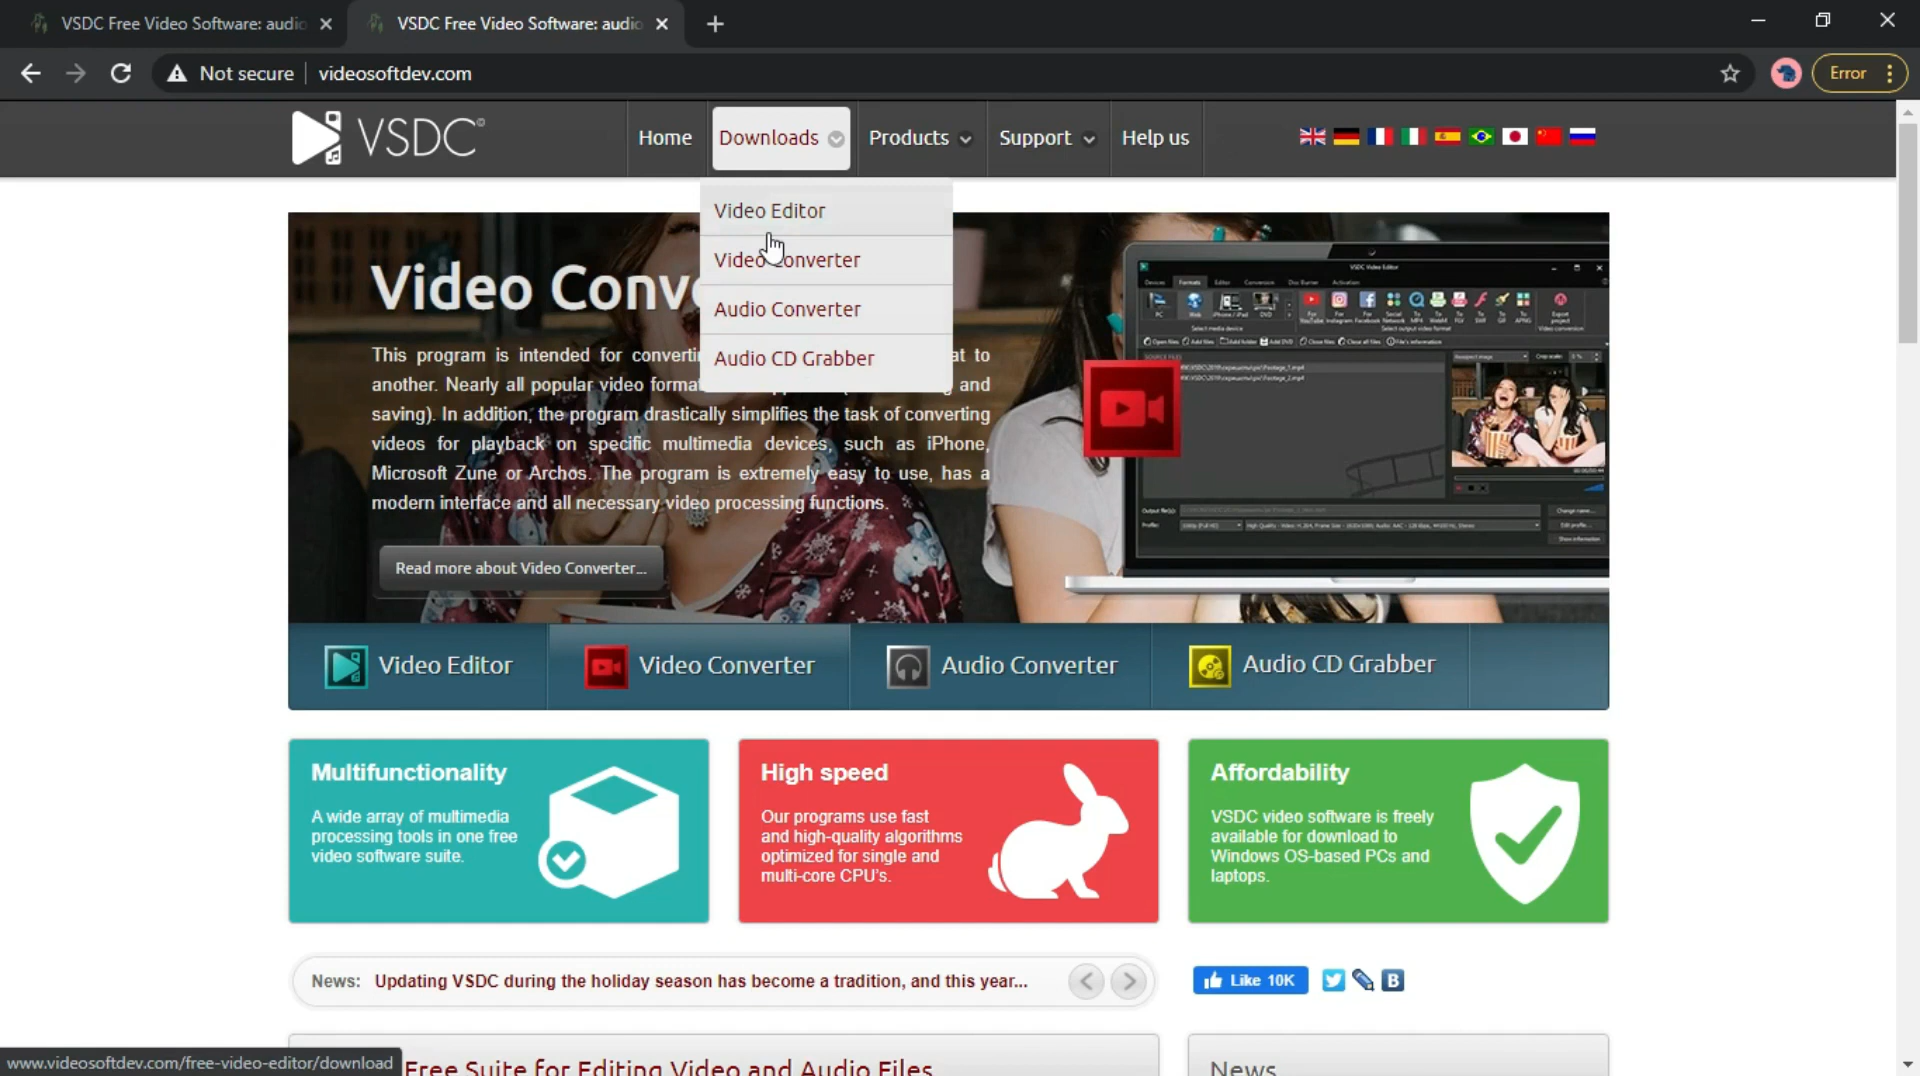 VSDC Free Video Software: audio
VSDC Free Video Software: audio
Not secure
videosoftdev.com
Error
VSDC
Home
Downloads
Products
Support
Help us
Video Editor
Video Converter
Audio Converter
Audio CD Grabber
Video Conv
This program is intended for converti at to
another. Nearly all popular video forma and
saving). In addition, the program drastically simplifies the task of converting
videos for playback on specific multimedia devices, such as iPhone,
Microsoft Zune or Archos. The program is extremely easy to use, has a
modern interface and all necessary video processing functions.
Read more about Video Converter...
VSDC Video Editor
Video Editor
Video Converter
Audio Converter
Audio CD Grabber
Multifunctionality
A wide array of multimedia
processing tools in one free
video software suite.
High speed
Our programs use fast
and high-quality algorithms
optimized for single and
multi-core CPU's.
Affordability
VSDC video software is freely
available for download to
Windows OS-based PCs and
laptops.
News: Updating VSDC during the holiday season has become a tradition, and this year...
Like 10K
B
www.videosoftdev.com/free-video-editor/download
Free Suite for Editing Video and Audio Files
News